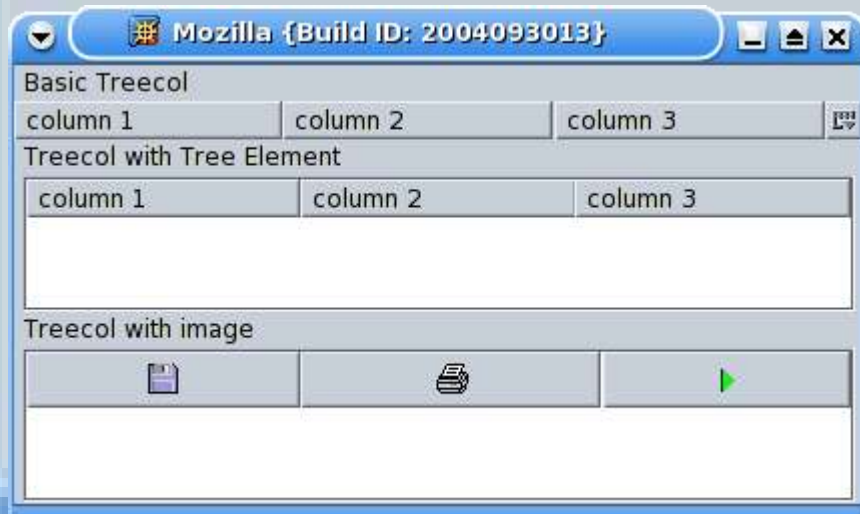 Mozilla {Build ID: 2004093013}
Basic Treecol
column 1 column 2 column 3
Treecol with Tree Element
column 1 column 2 column 3
Treecol with image